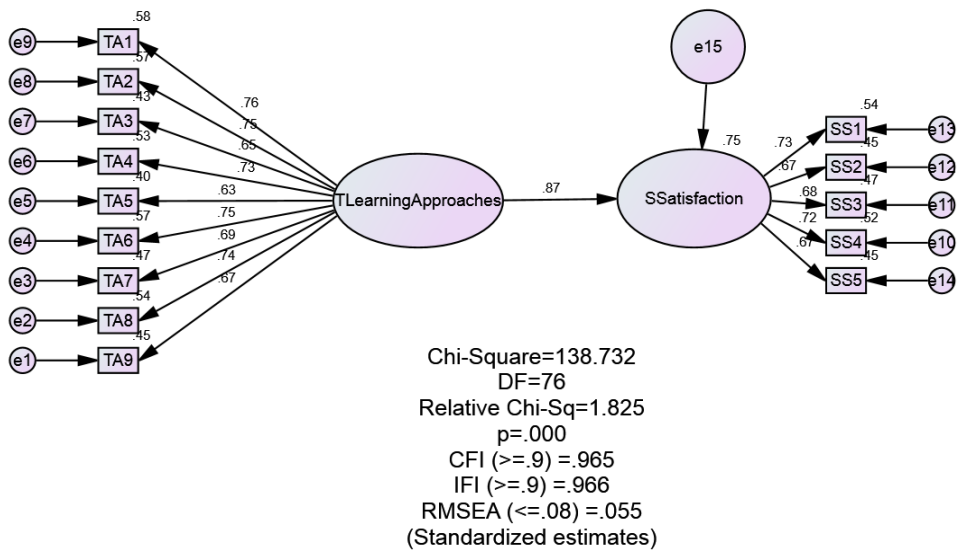 .58
e9 TA1
.57
e8 TA2
.43
e7 TA3
.53
e6 TA4
.40
e5 TA5
.57
e4 TA6
.47
e3 TA7
.54
e2 TA8
.45
e1 TA9
.76
.75
.65
.73
.63
.75
.69
.74
.67
TLearningApproaches
.87
e15
.75
SSatisfaction
.73
.67
.68
.72
.67
.54
SS1 e13
.45
SS2 e12
.47
SS3 e11
.52
SS4 e10
.45
SS5 e14
Chi-Square=138.732
DF=76
Relative Chi-Sq=1.825
p=.000
CFI (>=.9) =.965
IFI (>=.9) =.966
RMSEA (<=.08) =.055
(Standardized estimates)